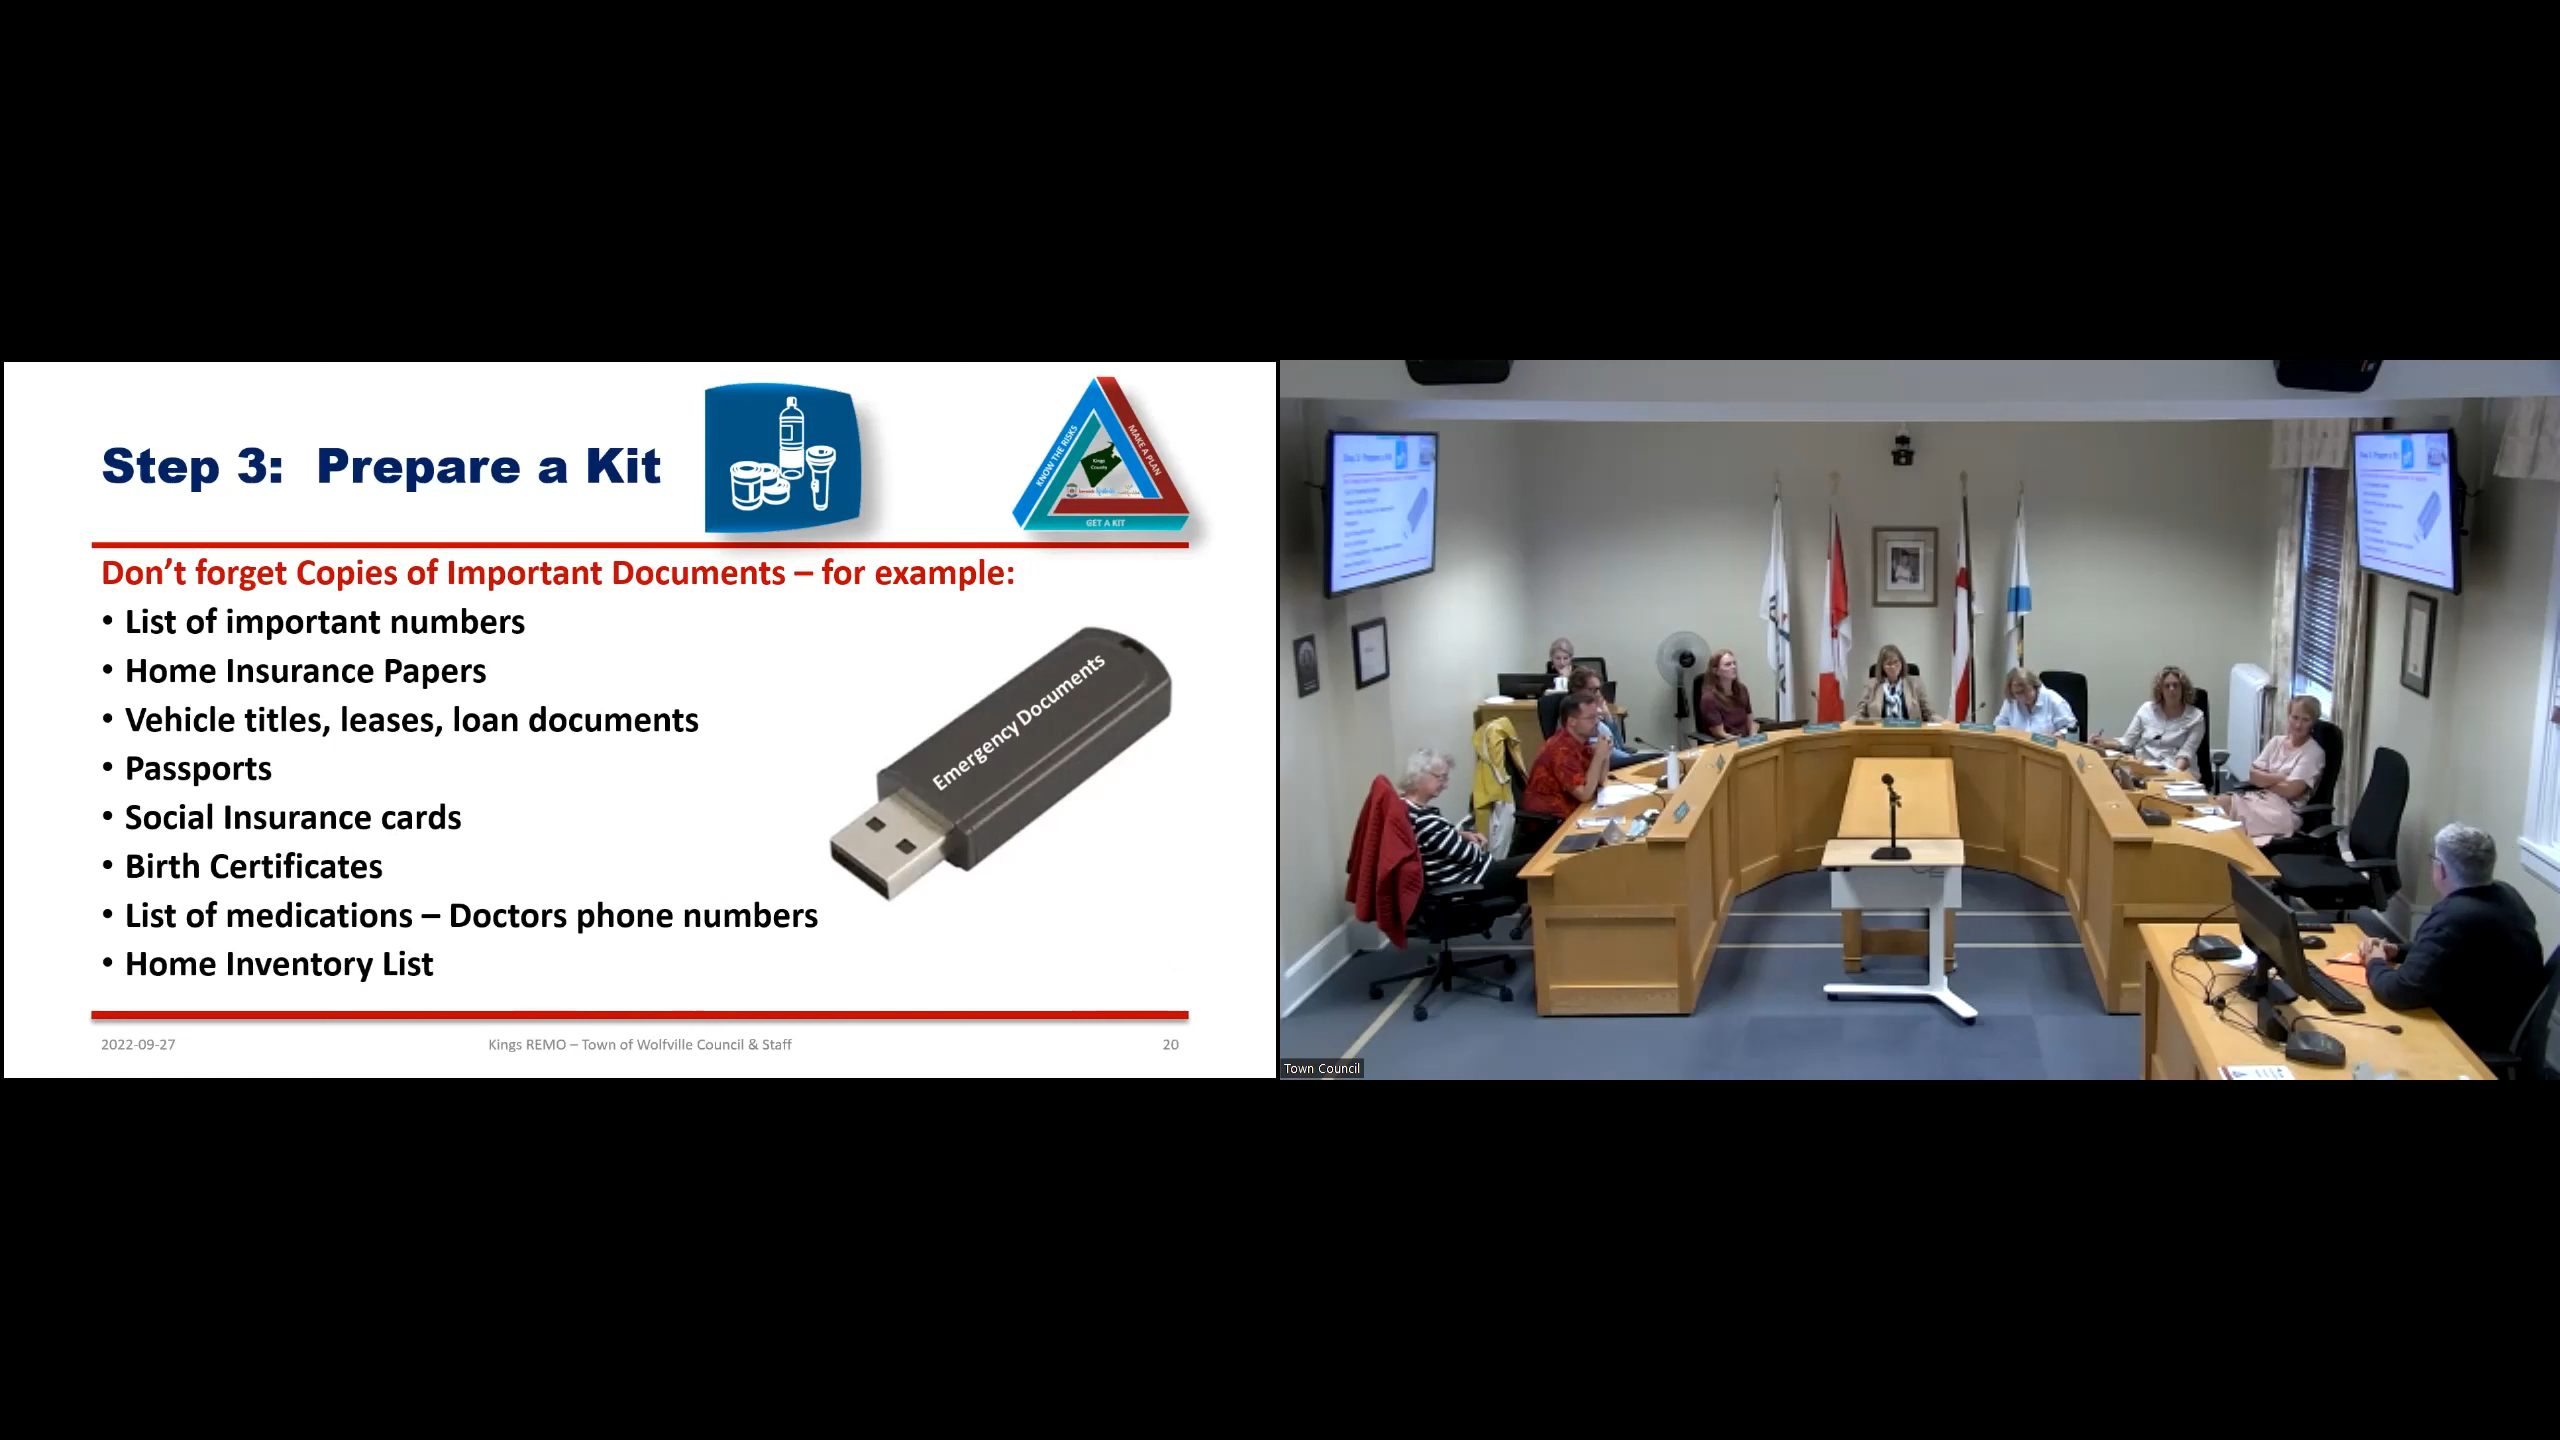 Step 3: Prepare a Kit
KNOW THE RISKS
MAKE A PLAN
Kings
County
GET A KIT
Don’t forget Copies of Important Documents – for example:
• List of important numbers
• Home Insurance Papers
• Vehicle titles, leases, loan documents
• Passports
• Social Insurance cards
• Birth Certificates
• List of medications – Doctors phone numbers
• Home Inventory List
Emergency Documents
2022-09-27
Kings REMO – Town of Wolfville Council & Staff
20
Town Council